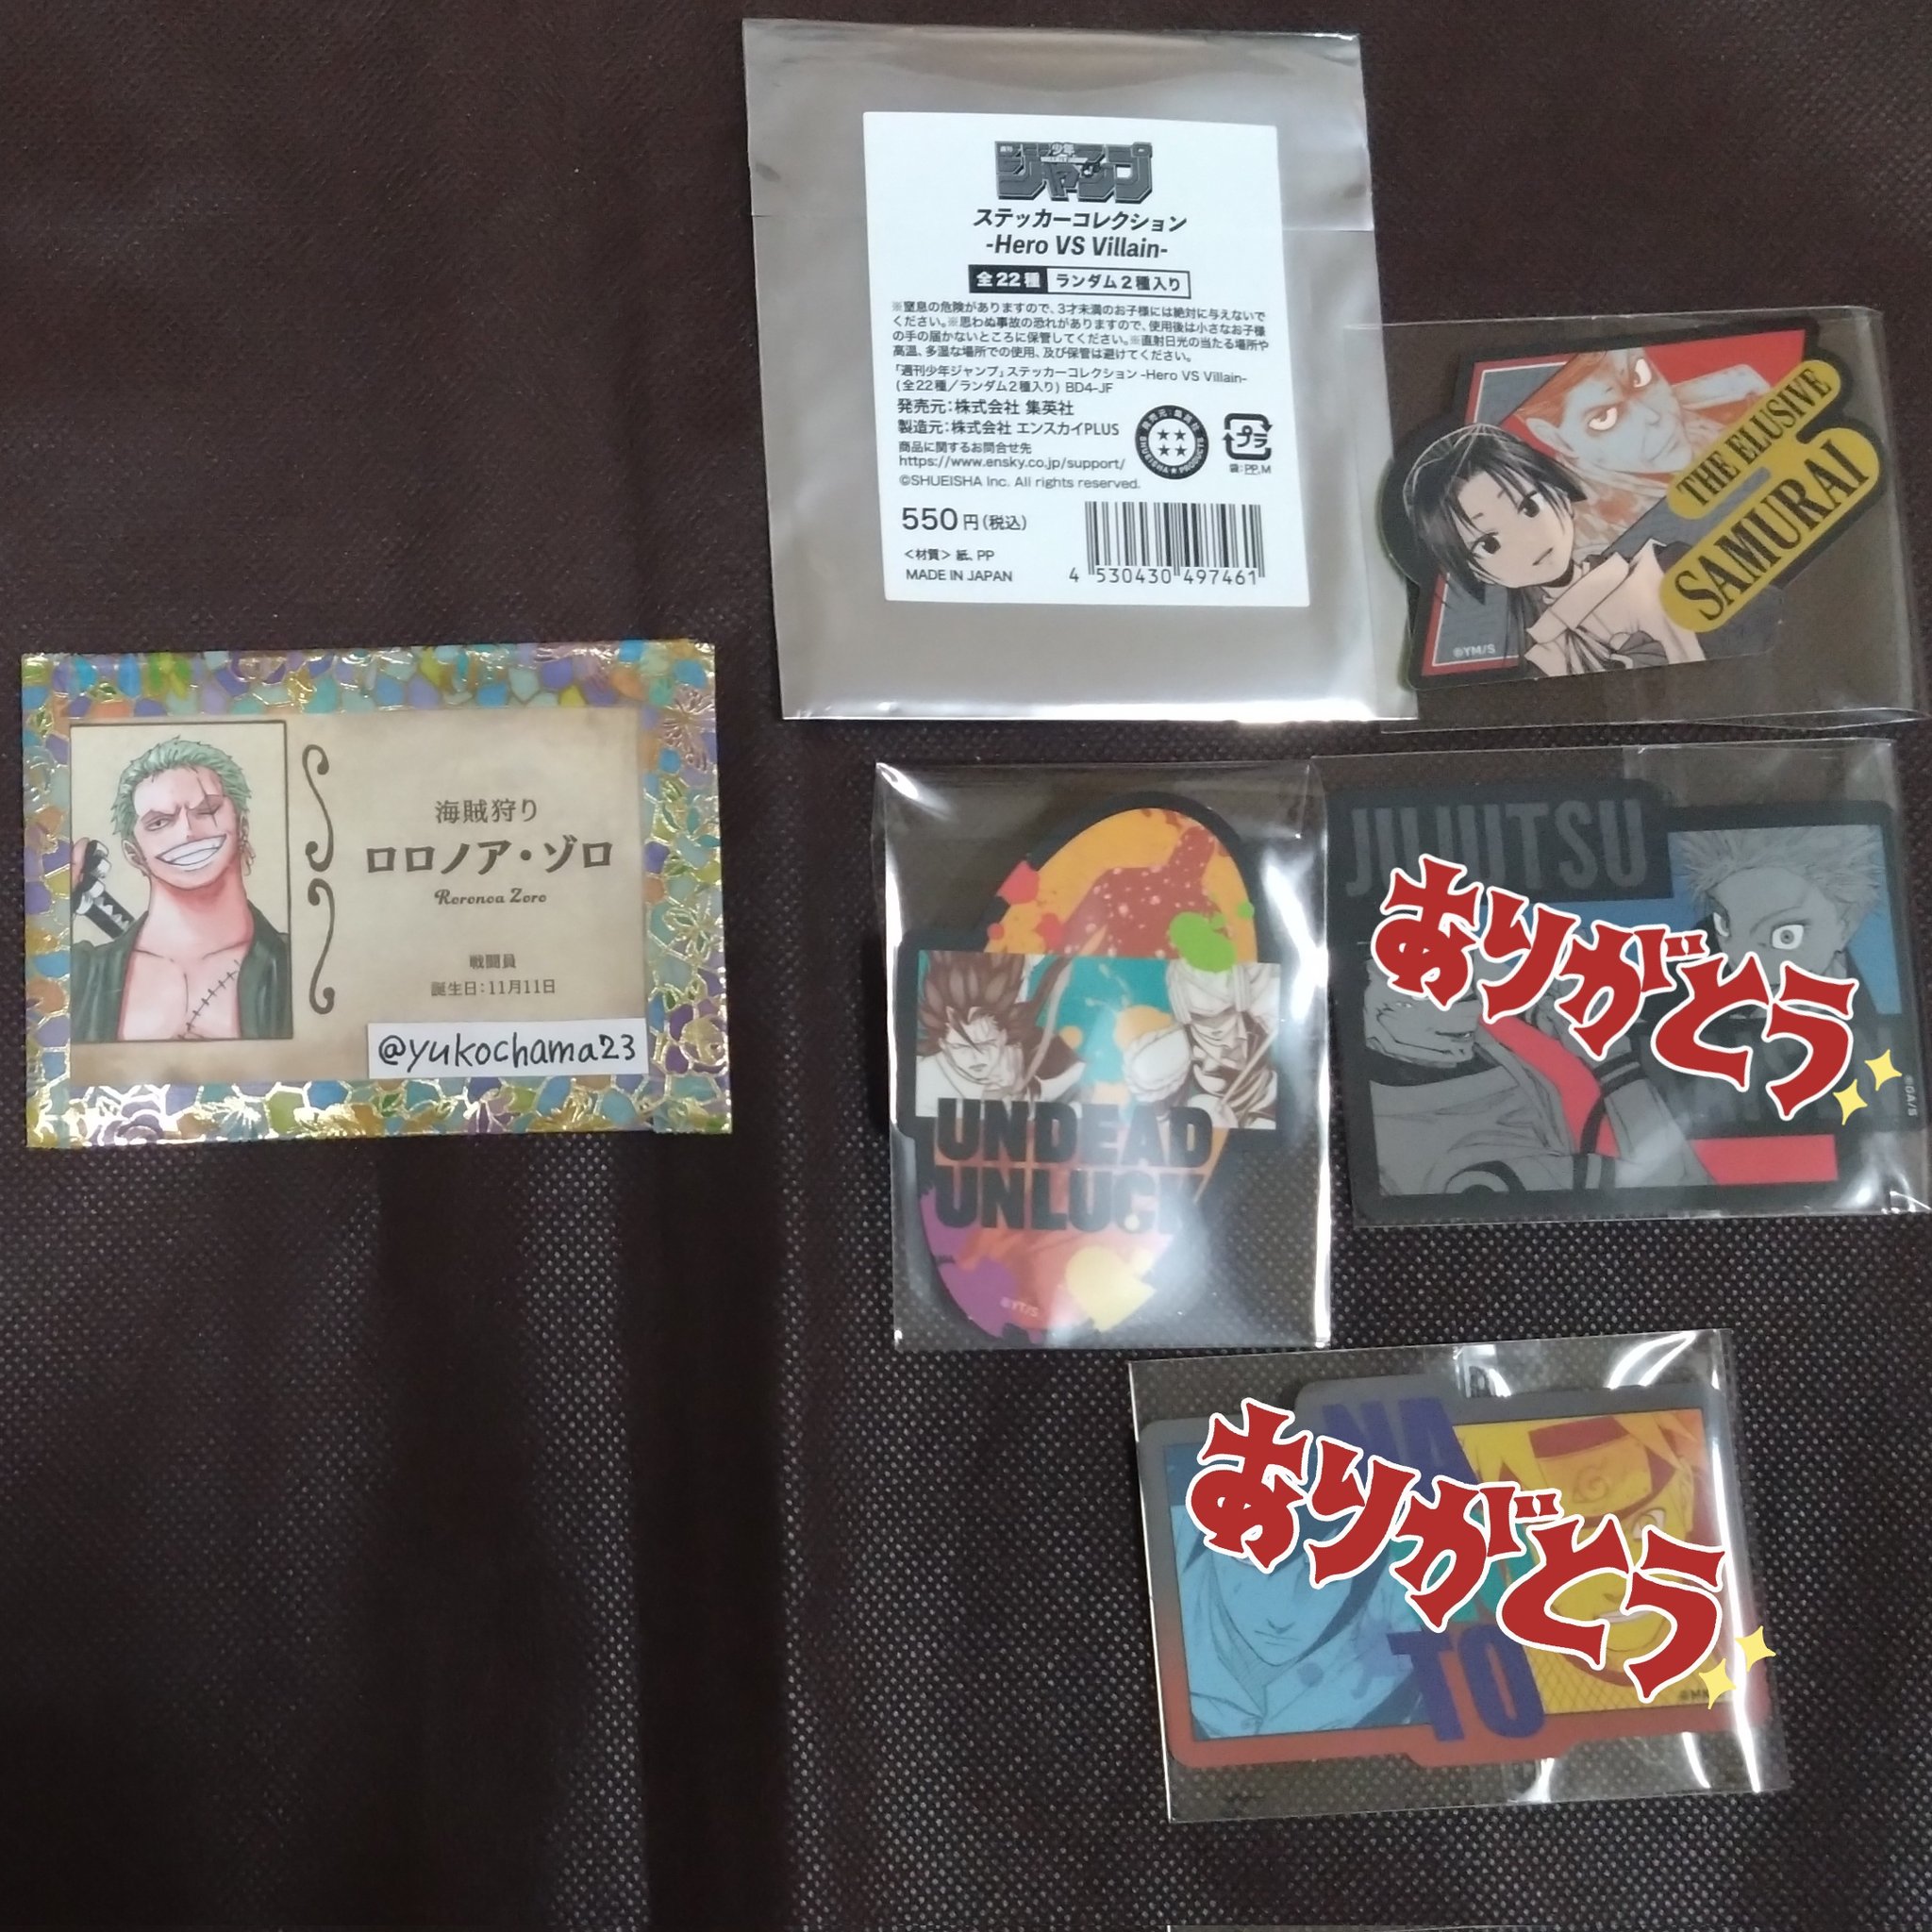 週刊
少年
ジャンプ
ステッカーコレクション
-Hero VS Villain-
全22種 ランダム2種入り
※窒息の危険がありますので、3才未満のお子様には絶対に与えないで
ください。※思わぬ事故の恐れがありますので、使用後は小さなお子様
の手の届かないところに保管してください。※直射日光の当たる場所や
高温、多湿な場所での使用、及び保管は避けてください。
「週刊少年ジャンプ」ステッカーコレクション -Hero VS Villain-
(全22種/ランダム2種入り) BD4-JF
発売元:株式会社 集英社
製造元:株式会社 エンスカイPLUS
商品に関するお問合せ先
https://www.ensky.co.jp/support/
©SHUEISHA Inc. All rights reserved.
発売元:集英社
SHUEISHA PRODUCTS
プラ
袋:PP,M
550円(税込)
<材質> 紙、PP
MADE IN JAPAN
4 530430 497461
THE ELUSIVE
SAMURAI
©YM/S
海賊狩り
ロロノア・ゾロ
Roronoa Zoro
戦闘員
誕生日:11月11日
@yukochama23
UNDEAD
UNLUCK
©YT/S
JUJUTSU
ありがとう
©GA/S
NA
ありがとう
TO